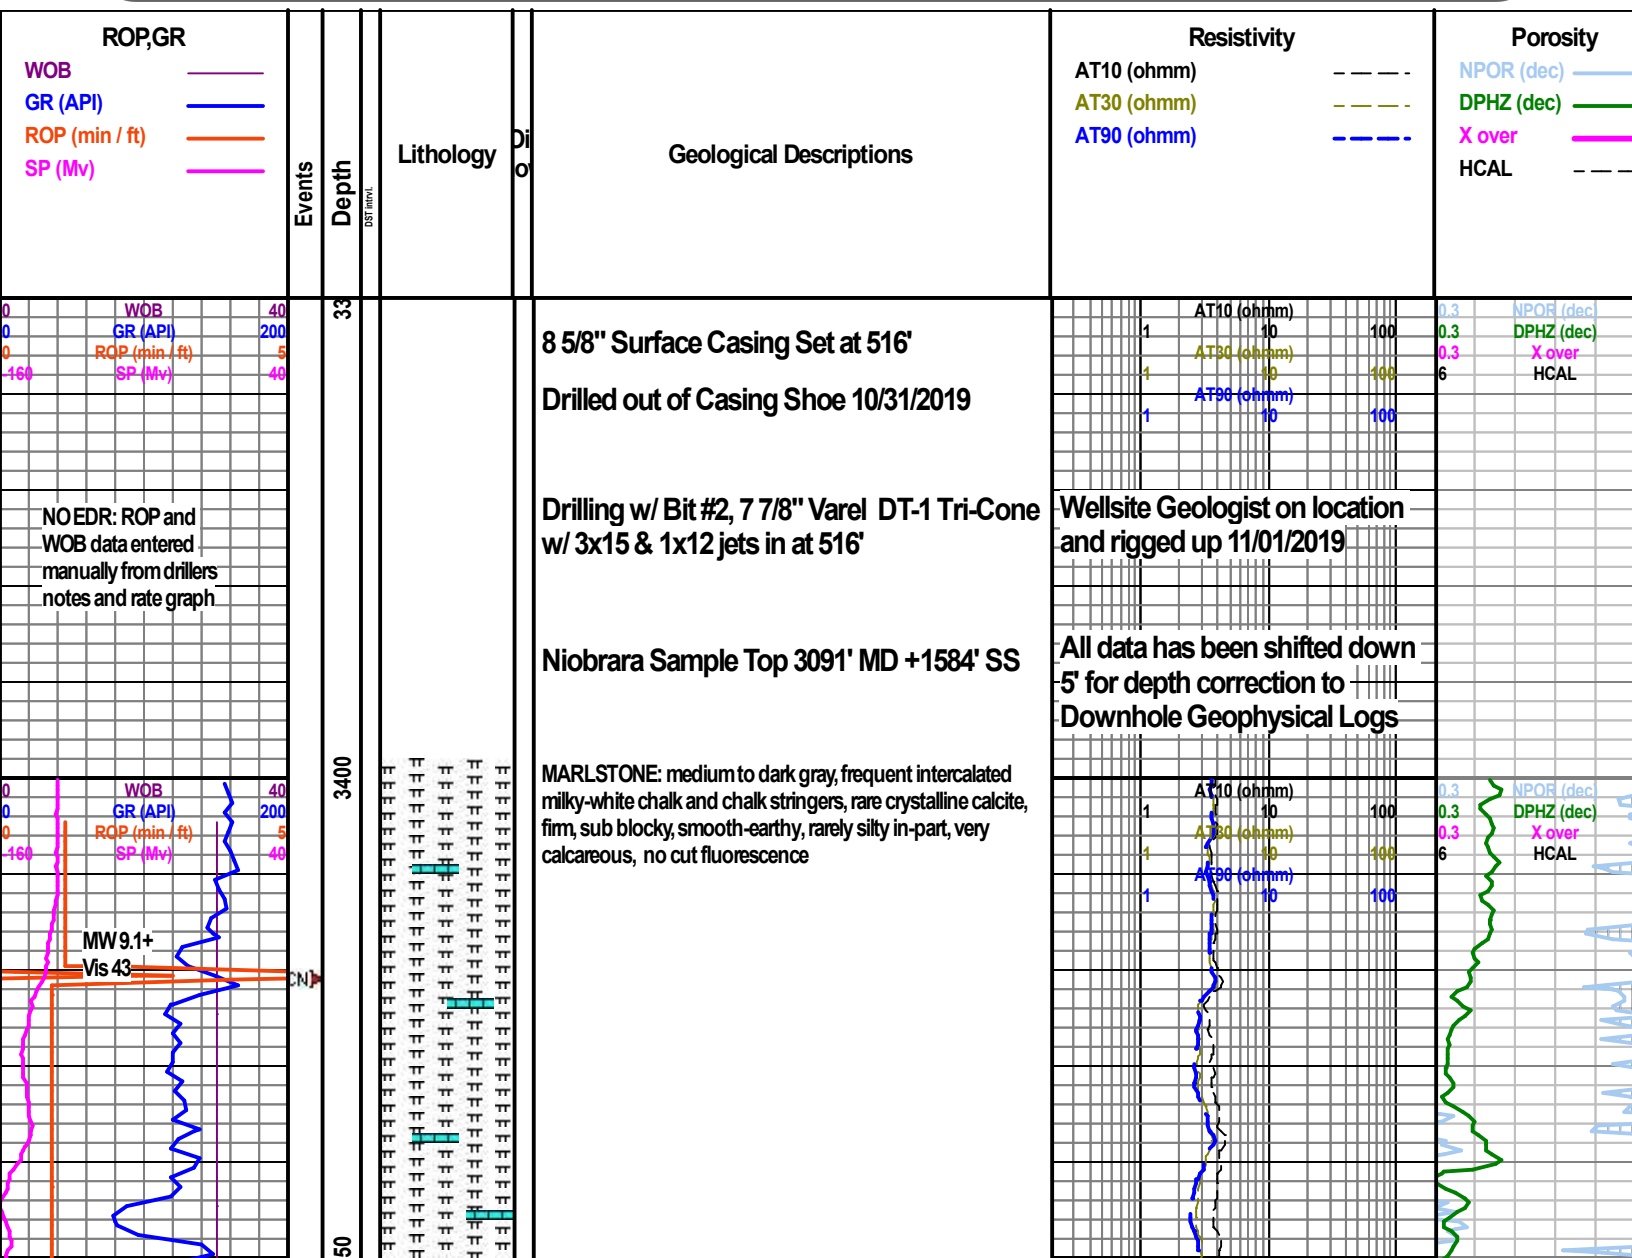 ROP,GR
WOB
GR (API)
ROP (min / ft)
SP (Mv)
Events
Depth
DST intrvl.
Lithology
Geological Descriptions
Resistivity
AT10 (ohmm)
AT30 (ohmm)
AT90 (ohmm)
Porosity
NPOR (dec)
DPHZ (dec)
X over
HCAL
0 WOB 40
0 GR (API) 200
0 ROP (min / ft) 5
-160 SP (Mv) 40
33
8 5/8" Surface Casing Set at 516'
Drilled out of Casing Shoe 10/31/2019
Drilling w/ Bit #2, 7 7/8" Varel DT-1 Tri-Cone
w/ 3x15 & 1x12 jets in at 516'
Niobrara Sample Top 3091' MD +1584' SS
AT10 (ohmm)
1 10 100
AT30 (ohmm)
1 10 100
AT90 (ohmm)
1 10 100
0.3 NPOR (dec)
0.3 DPHZ (dec)
0.3 X over
6 HCAL
NO EDR: ROP and
WOB data entered
manually from drillers
notes and rate graph
Wellsite Geologist on location
and rigged up 11/01/2019
All data has been shifted down
5' for depth correction to
Downhole Geophysical Logs
3400
MARLSTONE: medium to dark gray, frequent intercalated
milky-white chalk and chalk stringers, rare crystalline calcite,
firm, sub blocky, smooth-earthy, rarely silty in-part, very
calcareous, no cut fluorescence
0 WOB 40
0 GR (API) 200
0 ROP (min / ft) 5
-160 SP (Mv) 40
AT10 (ohmm)
1 10 100
AT30 (ohmm)
1 10 100
AT90 (ohmm)
1 10 100
0.3 NPOR (dec)
0.3 DPHZ (dec)
0.3 X over
6 HCAL
MW 9.1+
Vis 43
CN
50